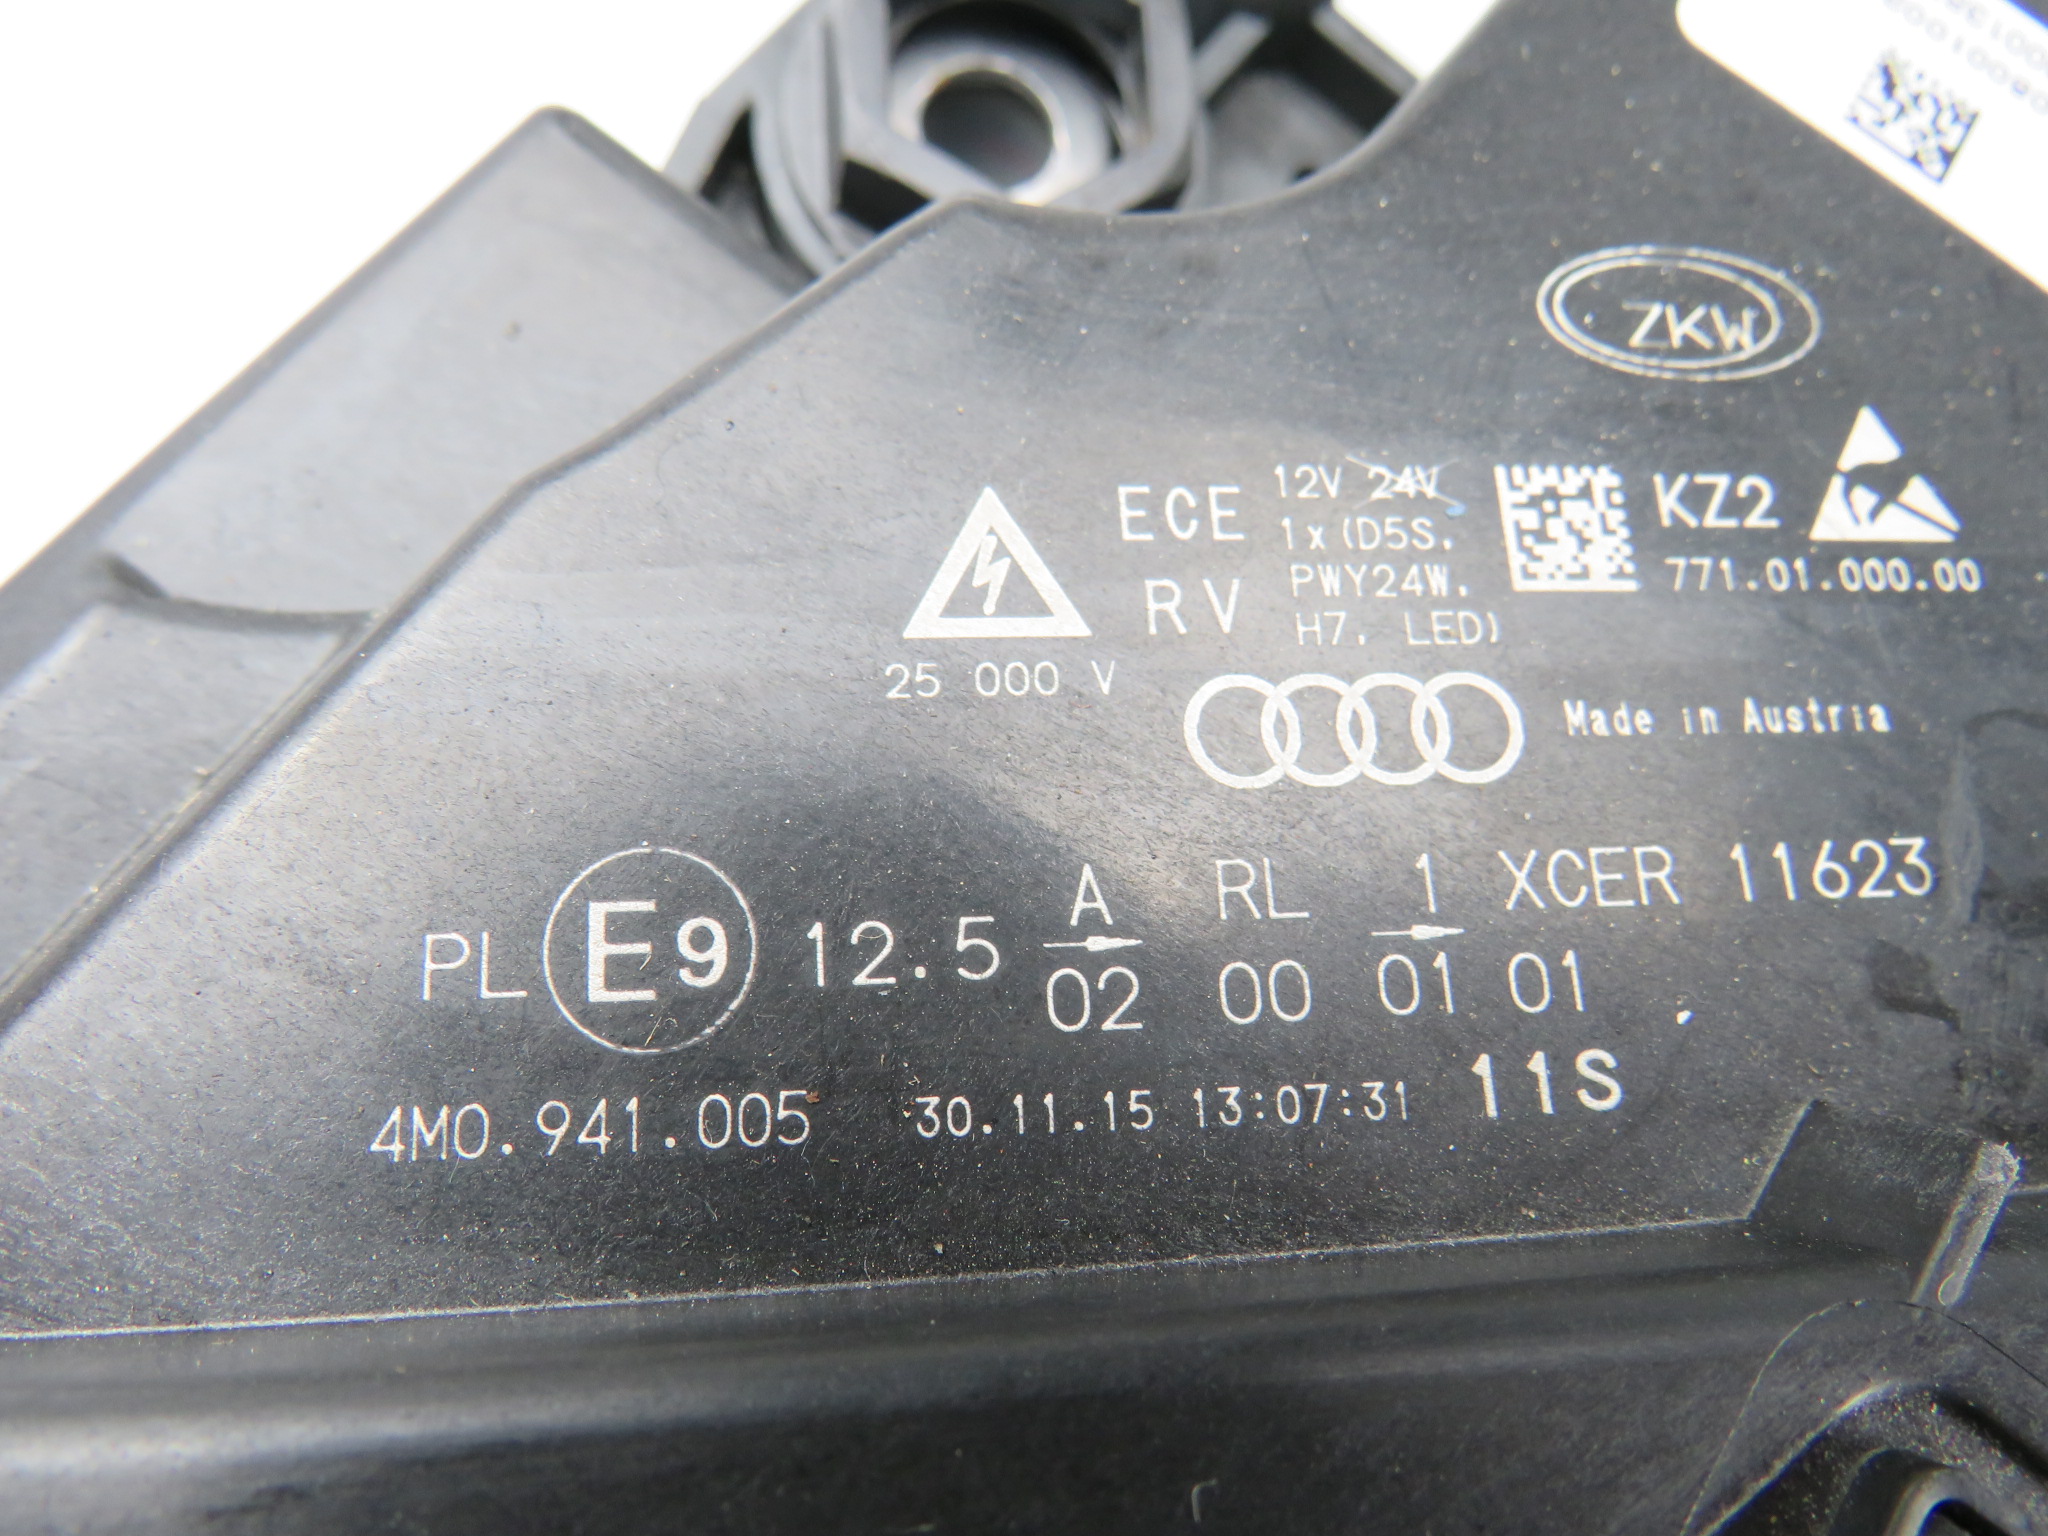 ZKW
ECE 12V 24V KZ2
1x (D5S,
RV PWY24W, 771.01.000.00
H7, LED)
25 000 V
Made in Austria
A RL 1 XCER 11623
PL E9 12.5
02 00 01 01
4M0.941.005 30.11.15 13:07:31 11S